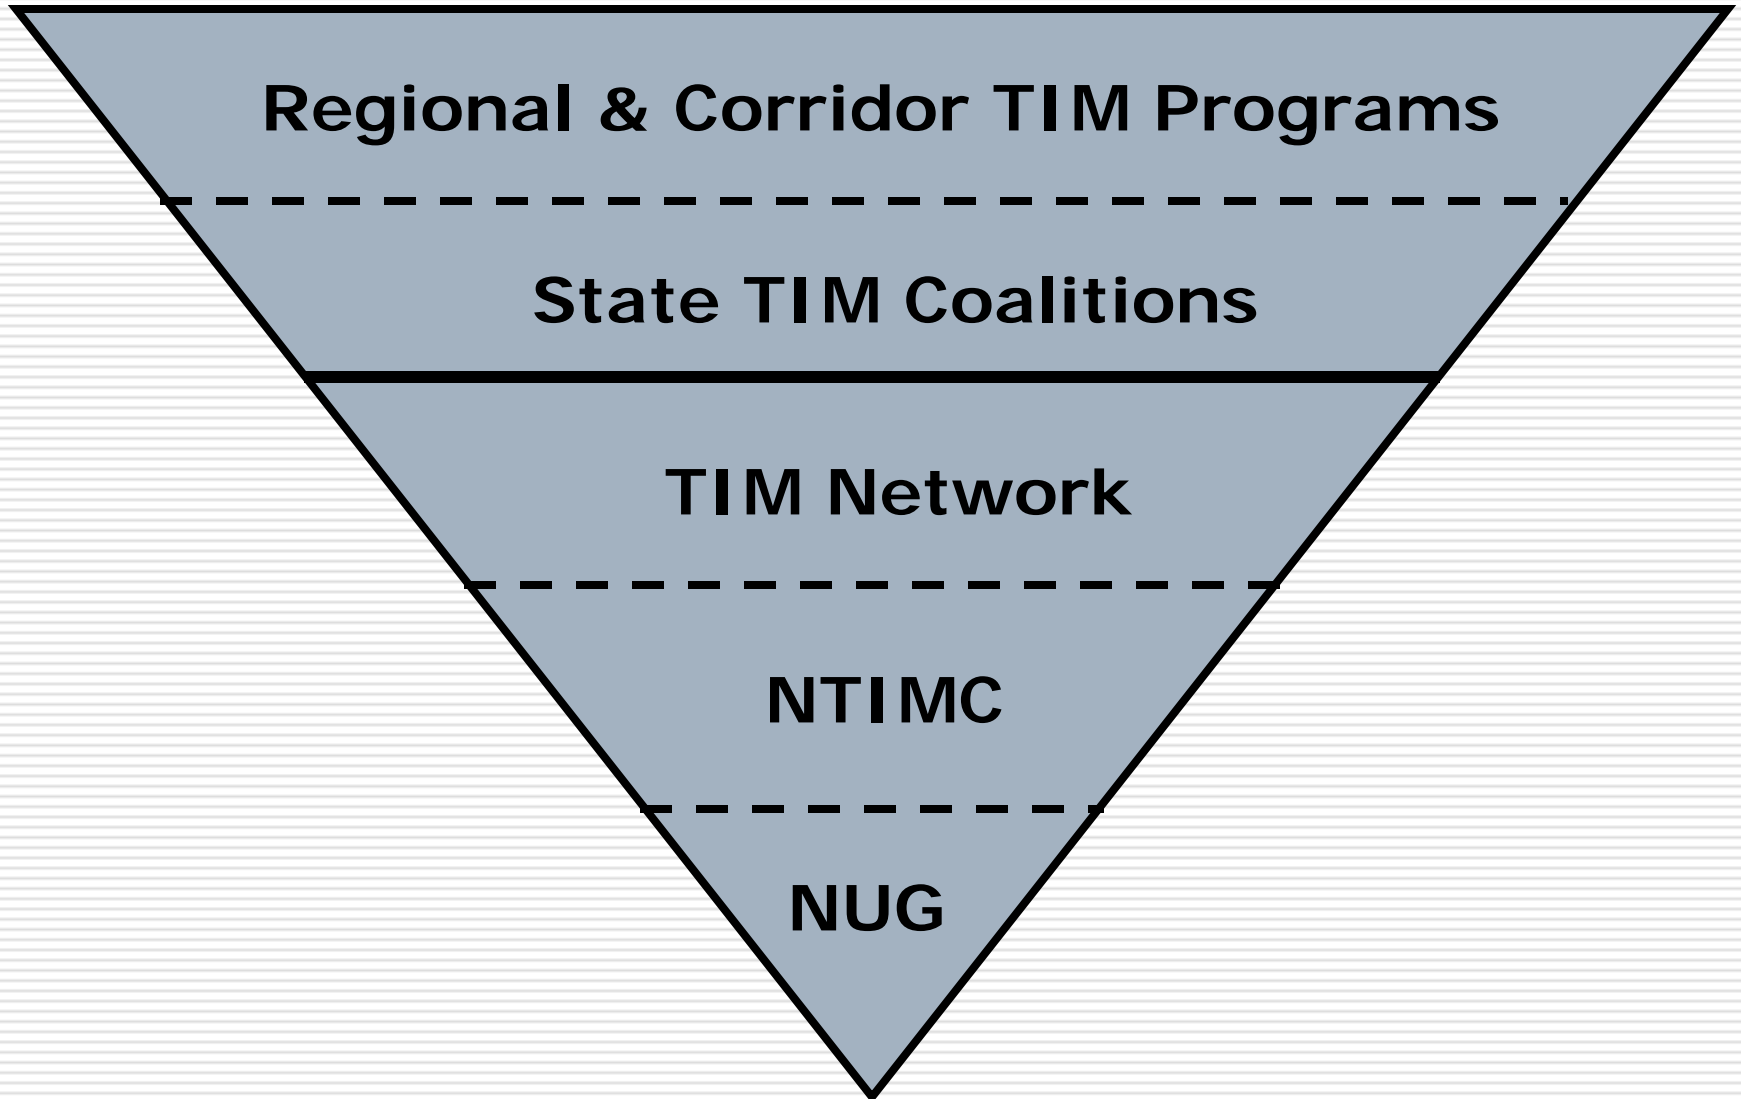 Regional & Corridor TIM Programs
State TIM Coalitions
TIM Network
NTIMC
NUG